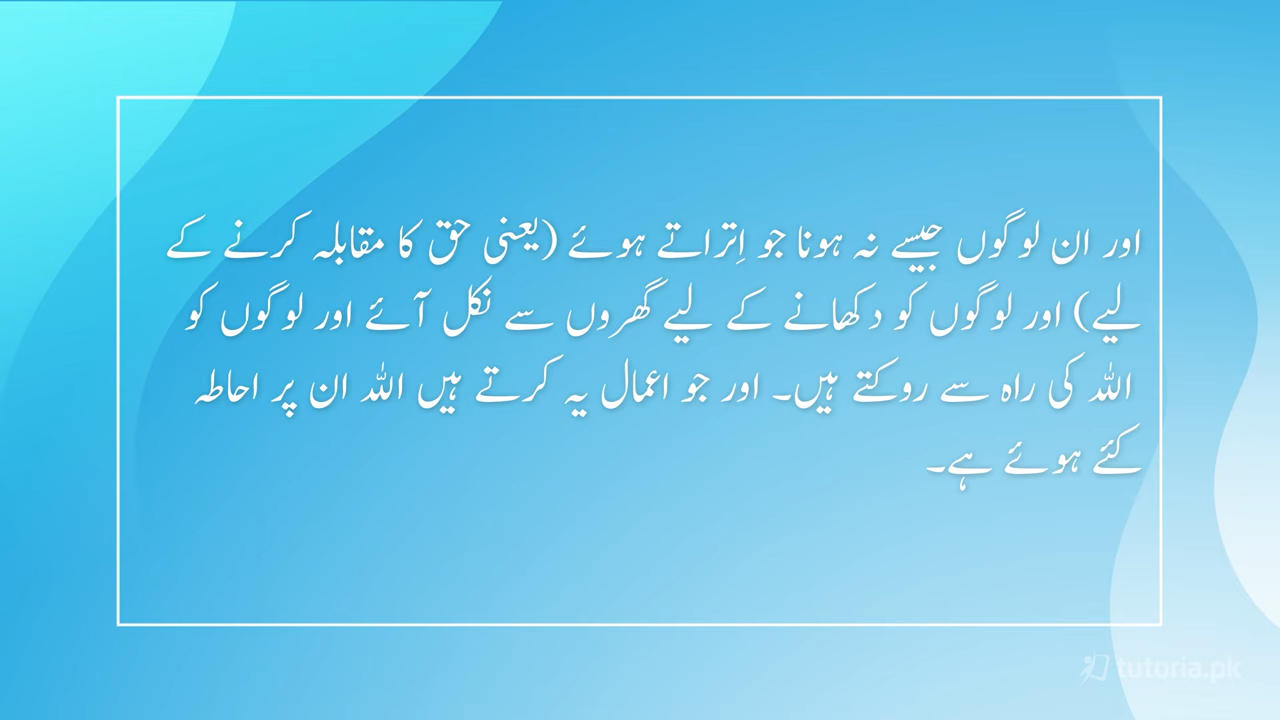 اور ان لوگوں جیسے نہ ہونا جو اِتراتے ہوئے (یعنی حق کا مقابلہ کرنے کے
لیے) اور لوگوں کو دکھانے کے لیے گھروں سے نکل آئے اور لوگوں کو
اللہ کی راہ سے روکتے ہیں۔ اور جو اعمال یہ کرتے ہیں اللہ ان پر احاطہ
کئے ہوئے ہے۔
tutoria.pk